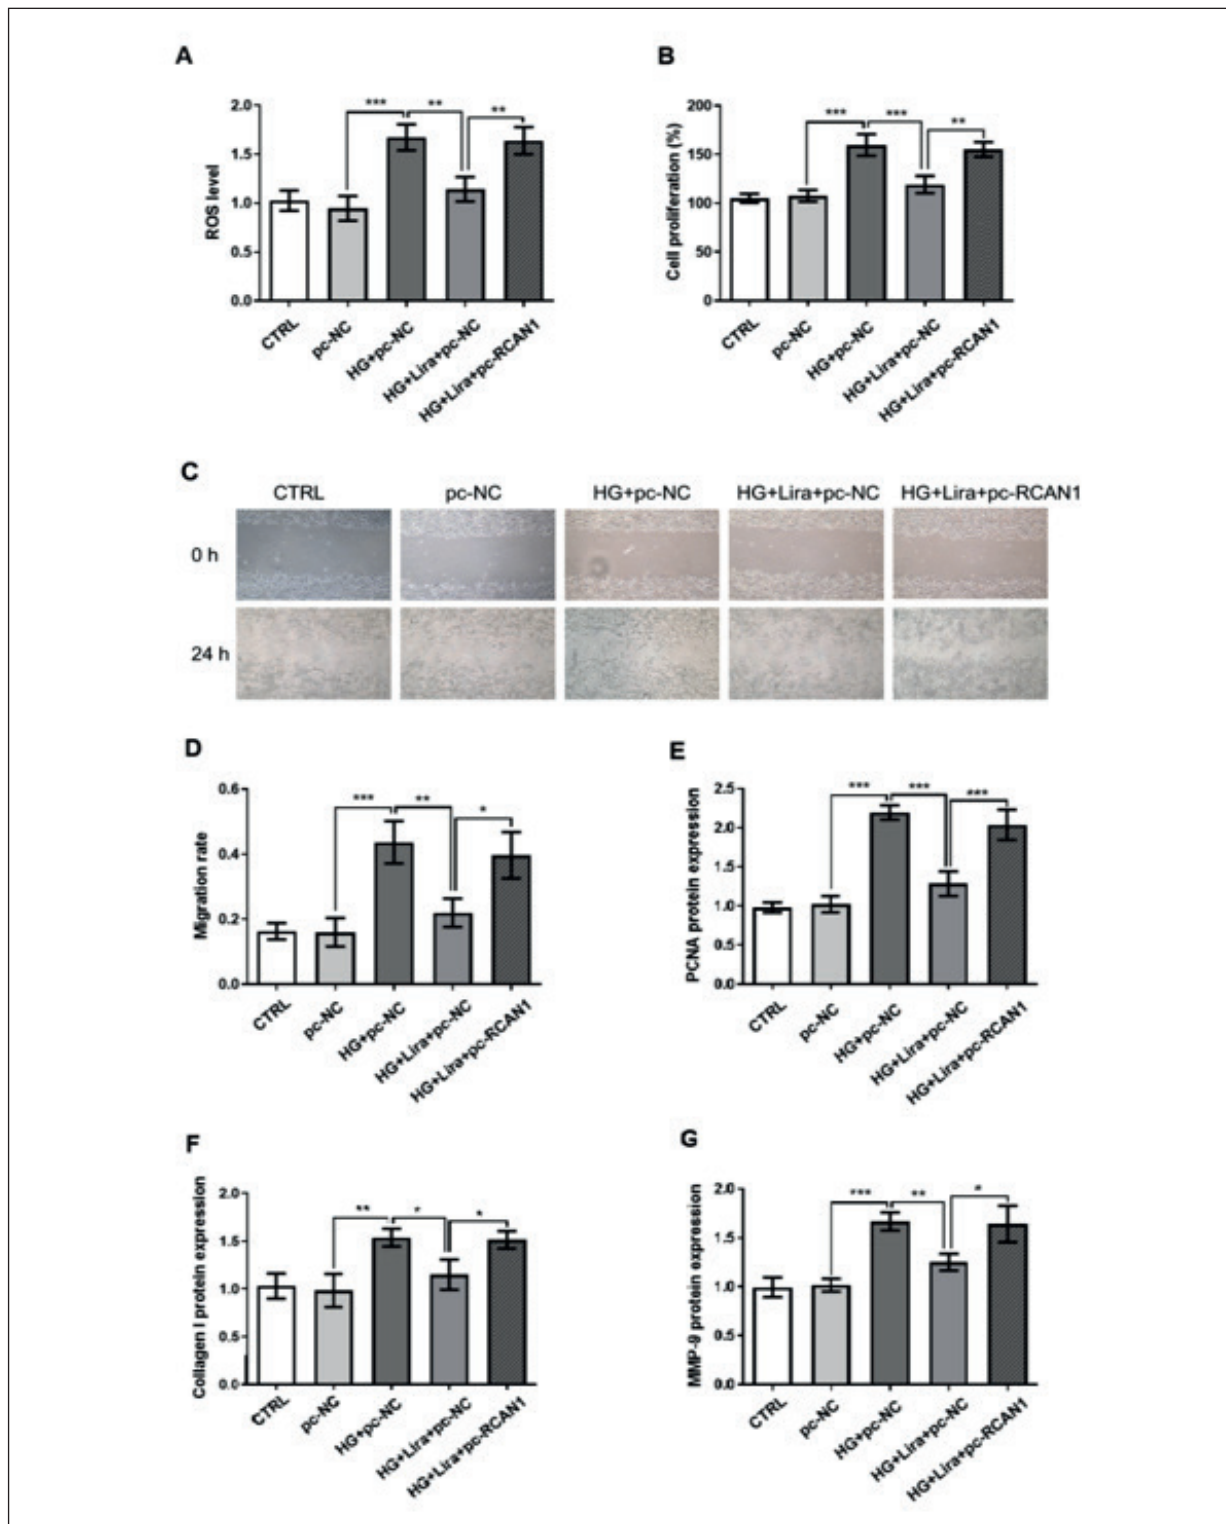 A
***
**
**
2.0
1.5
1.0
0.5
0.0
ROS level
CTRL
pc-NC
HG+pc-NC
HG+Lira+pc-NC
HG+Lira+pc-RCAN1
B
***
***
**
200
150
100
50
0
Cell proliferation (%)
CTRL
pc-NC
HG+pc-NC
HG+Lira+pc-NC
HG+Lira+pc-RCAN1
C
CTRL pc-NC HG+pc-NC HG+Lira+pc-NC HG+Lira+pc-RCAN1
0 h
24 h
D
***
**
*
0.6
0.4
0.2
0.0
Migration rate
CTRL
pc-NC
HG+pc-NC
HG+Lira+pc-NC
HG+Lira+pc-RCAN1
E
***
***
***
2.5
2.0
1.5
1.0
0.5
0.0
PCNA protein expression
CTRL
pc-NC
HG+pc-NC
HG+Lira+pc-NC
HG+Lira+pc-RCAN1
F
**
*
*
2.0
1.5
1.0
0.5
0.0
Collagen I protein expression
CTRL
pc-NC
HG+pc-NC
HG+Lira+pc-NC
HG+Lira+pc-RCAN1
G
***
**
*
2.0
1.5
1.0
0.5
0.0
MMP-9 protein expression
CTRL
pc-NC
HG+pc-NC
HG+Lira+pc-NC
HG+Lira+pc-RCAN1